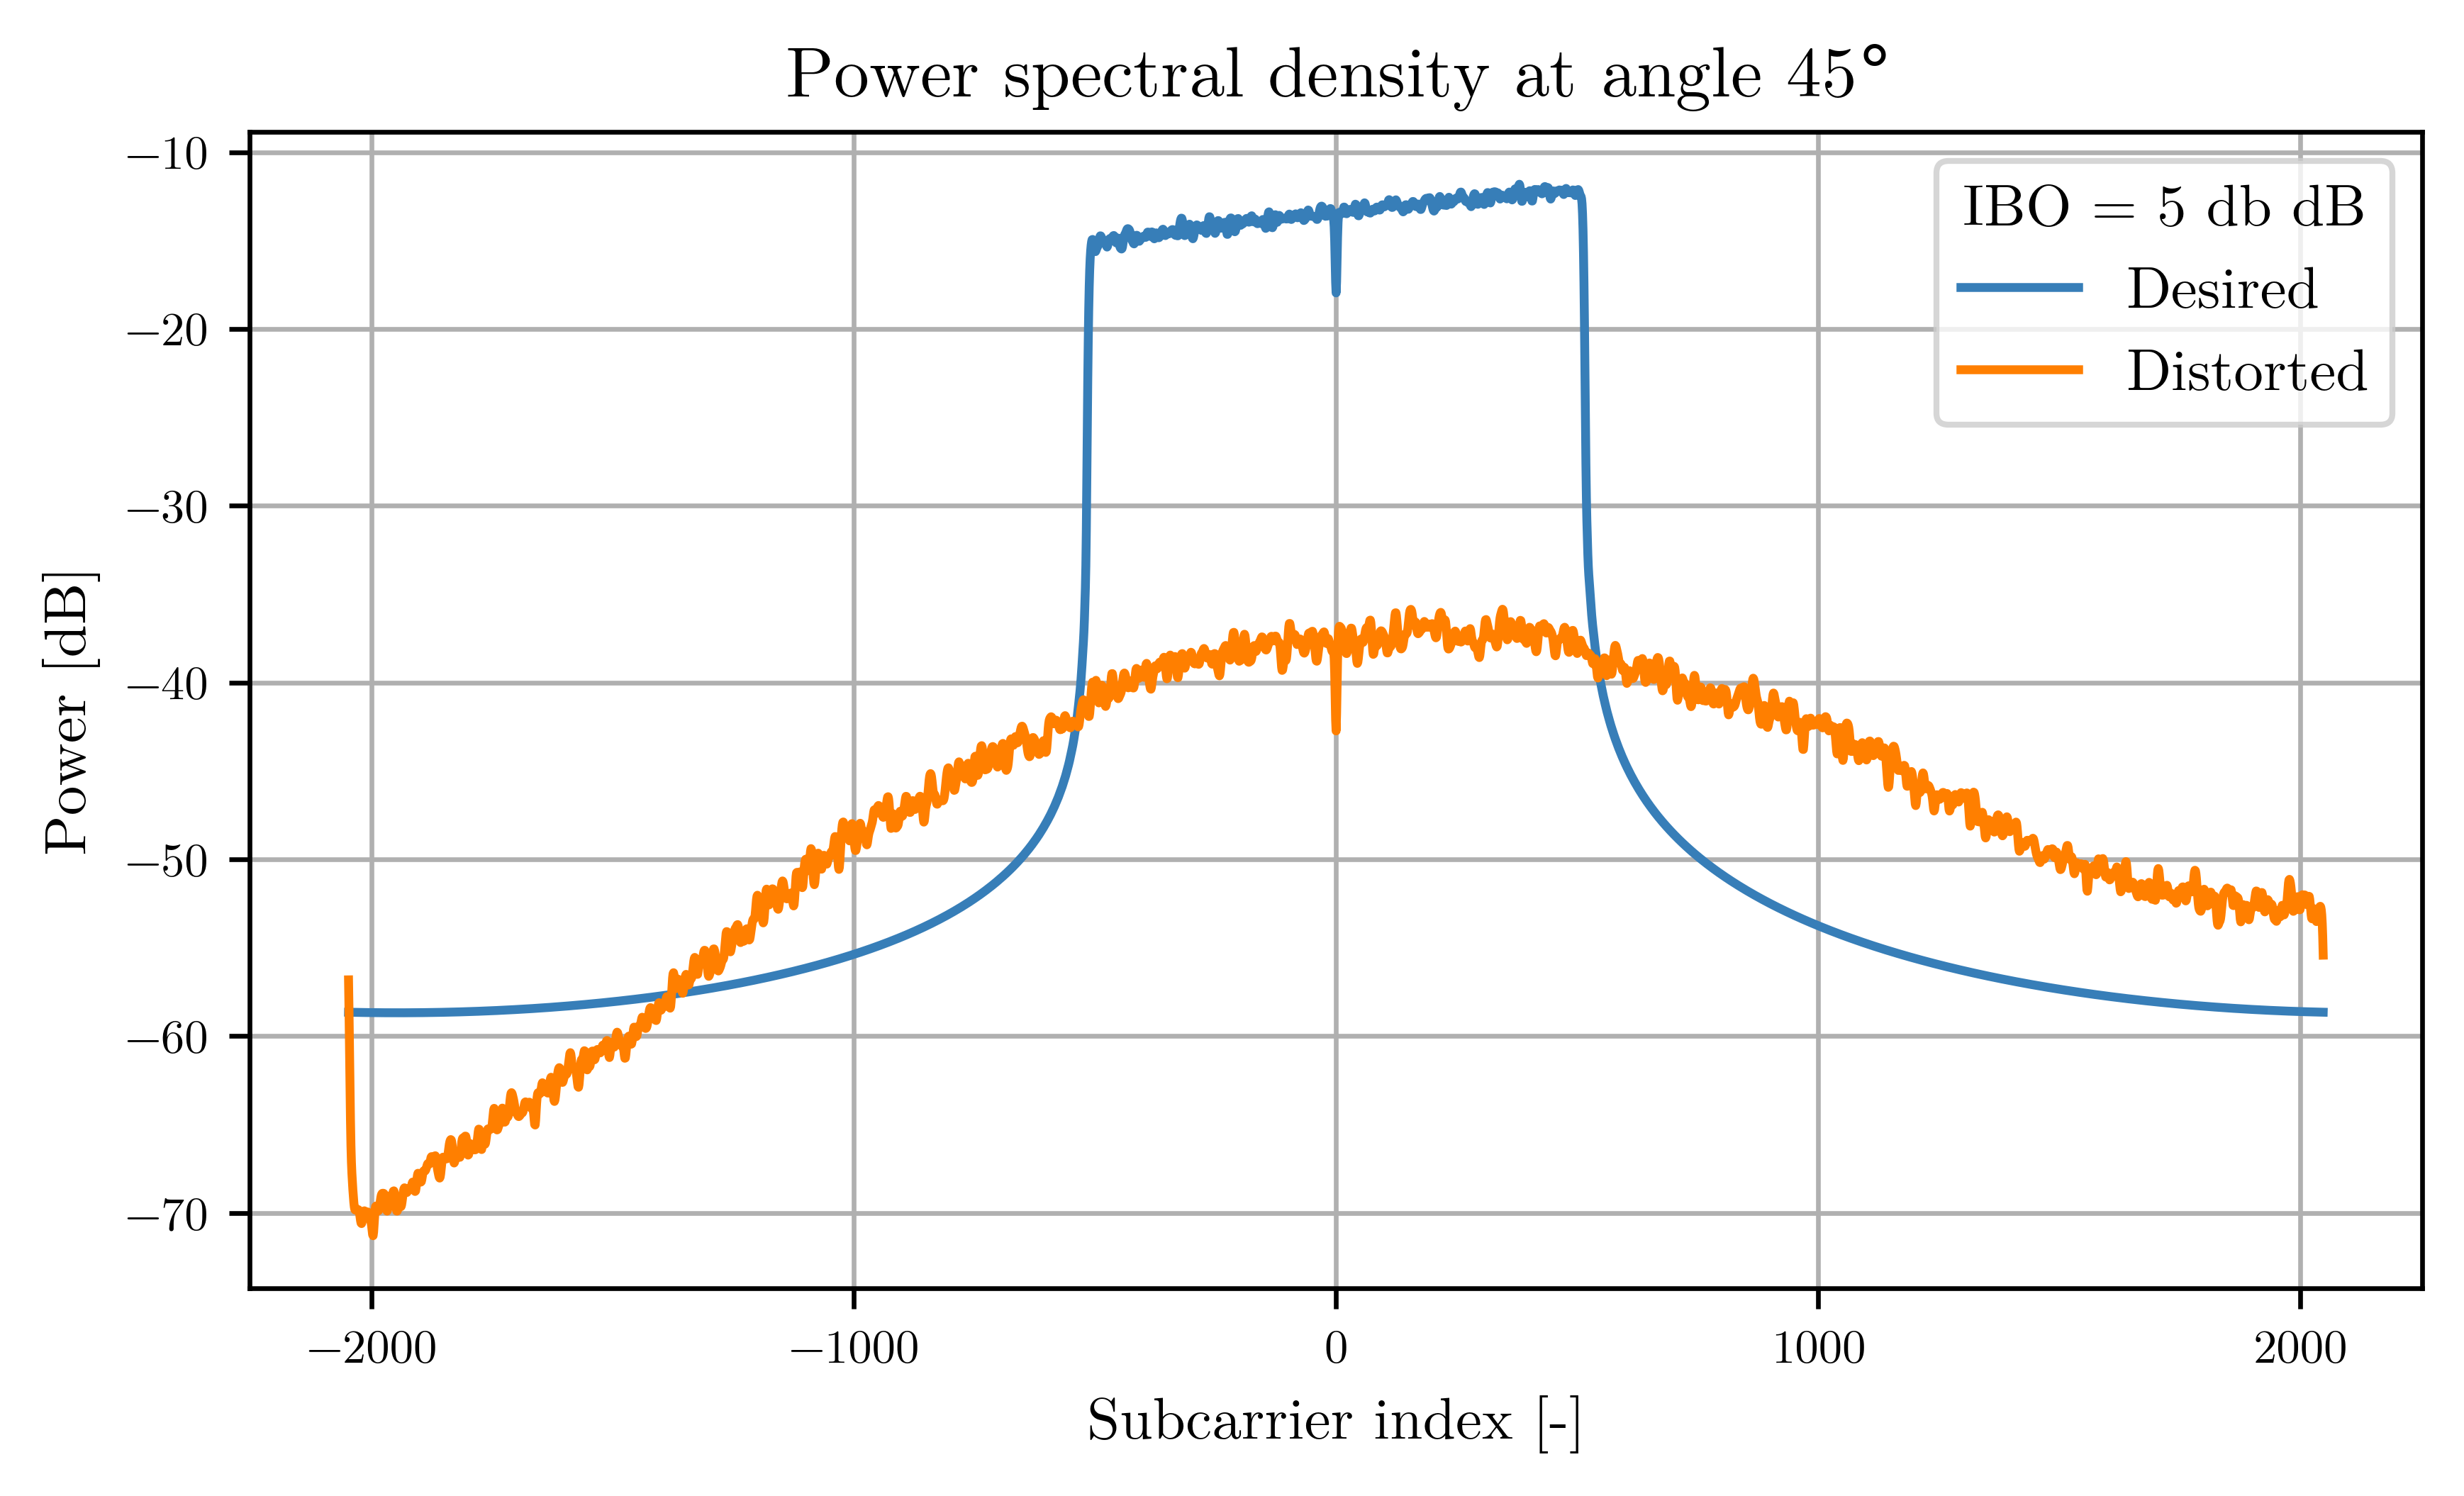 Power spectral density at angle 45°
−10
−20
−30
−40
−50
−60
−70
Power [dB]
IBO = 5 db dB
Desired
Distorted
−2000
−1000
0
1000
2000
Subcarrier index [-]